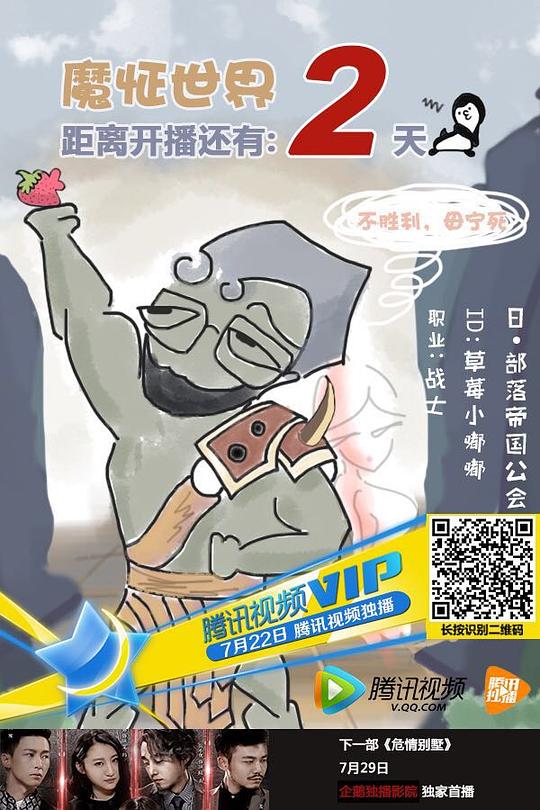 魔怔世界
距离开播还有：2天
不胜利，毋宁死
日·部落帝国公会
ID：草莓小嘟嘟
职业：战士
腾讯视频VIP
7月22日 腾讯视频独播
长按识别二维码
腾讯视频
V.QQ.COM
腾讯独播
下一部《危情别墅》
7月29日
企鹅独播影院 独家首播